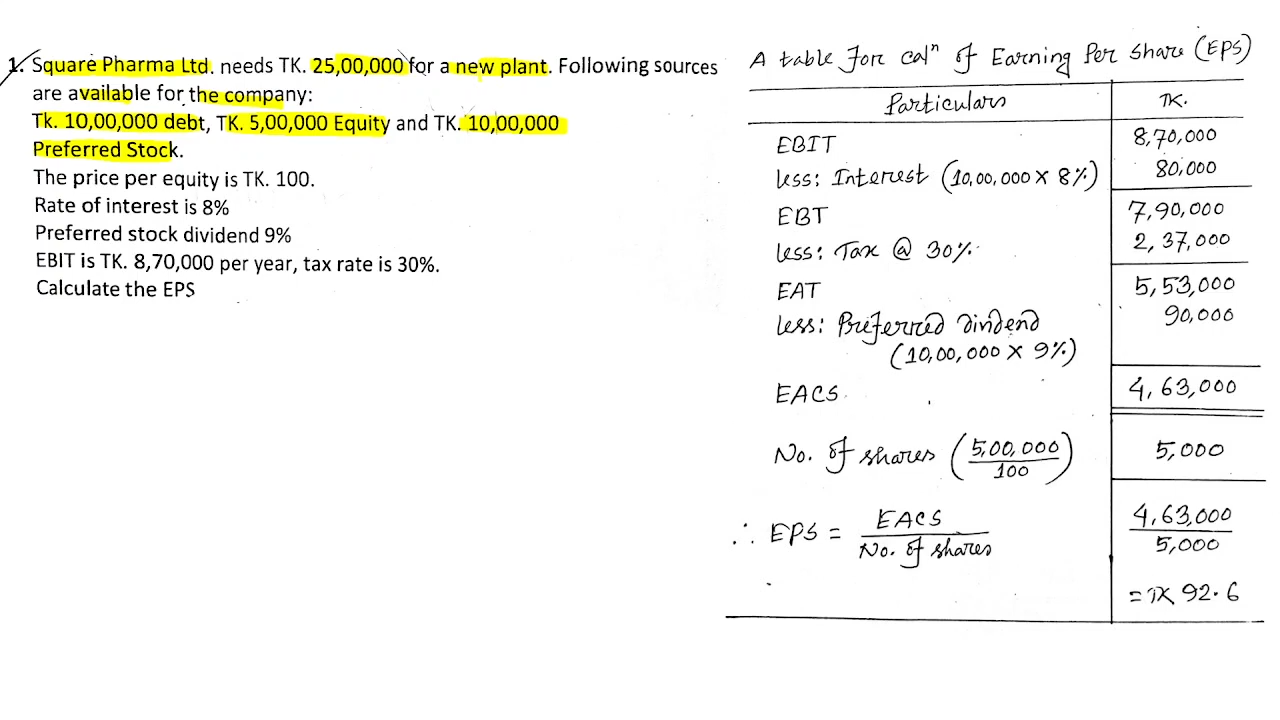 1. Square Pharma Ltd. needs TK. 25,00,000 for a new plant. Following sources
are available for the company:
Tk. 10,00,000 debt, TK. 5,00,000 Equity and TK. 10,00,000
Preferred Stock.
The price per equity is TK. 100.
Rate of interest is 8%
Preferred stock dividend 9%
EBIT is TK. 8,70,000 per year, tax rate is 30%.
Calculate the EPS
A table For calⁿ of Earning Per Share (EPS)
Particulars TK.
EBIT 8,70,000
less: Interest (10,00,000 × 8%) 80,000
EBT 7,90,000
less: Tax @ 30% 2,37,000
EAT 5,53,000
less: Preferred Dividend 90,000
(10,00,000 × 9%)
EACS 4,63,000
No. of shares (5,00,000/100) 5,000
∴ EPS = EACS/No. of shares 4,63,000/5,000
= TK 92.6